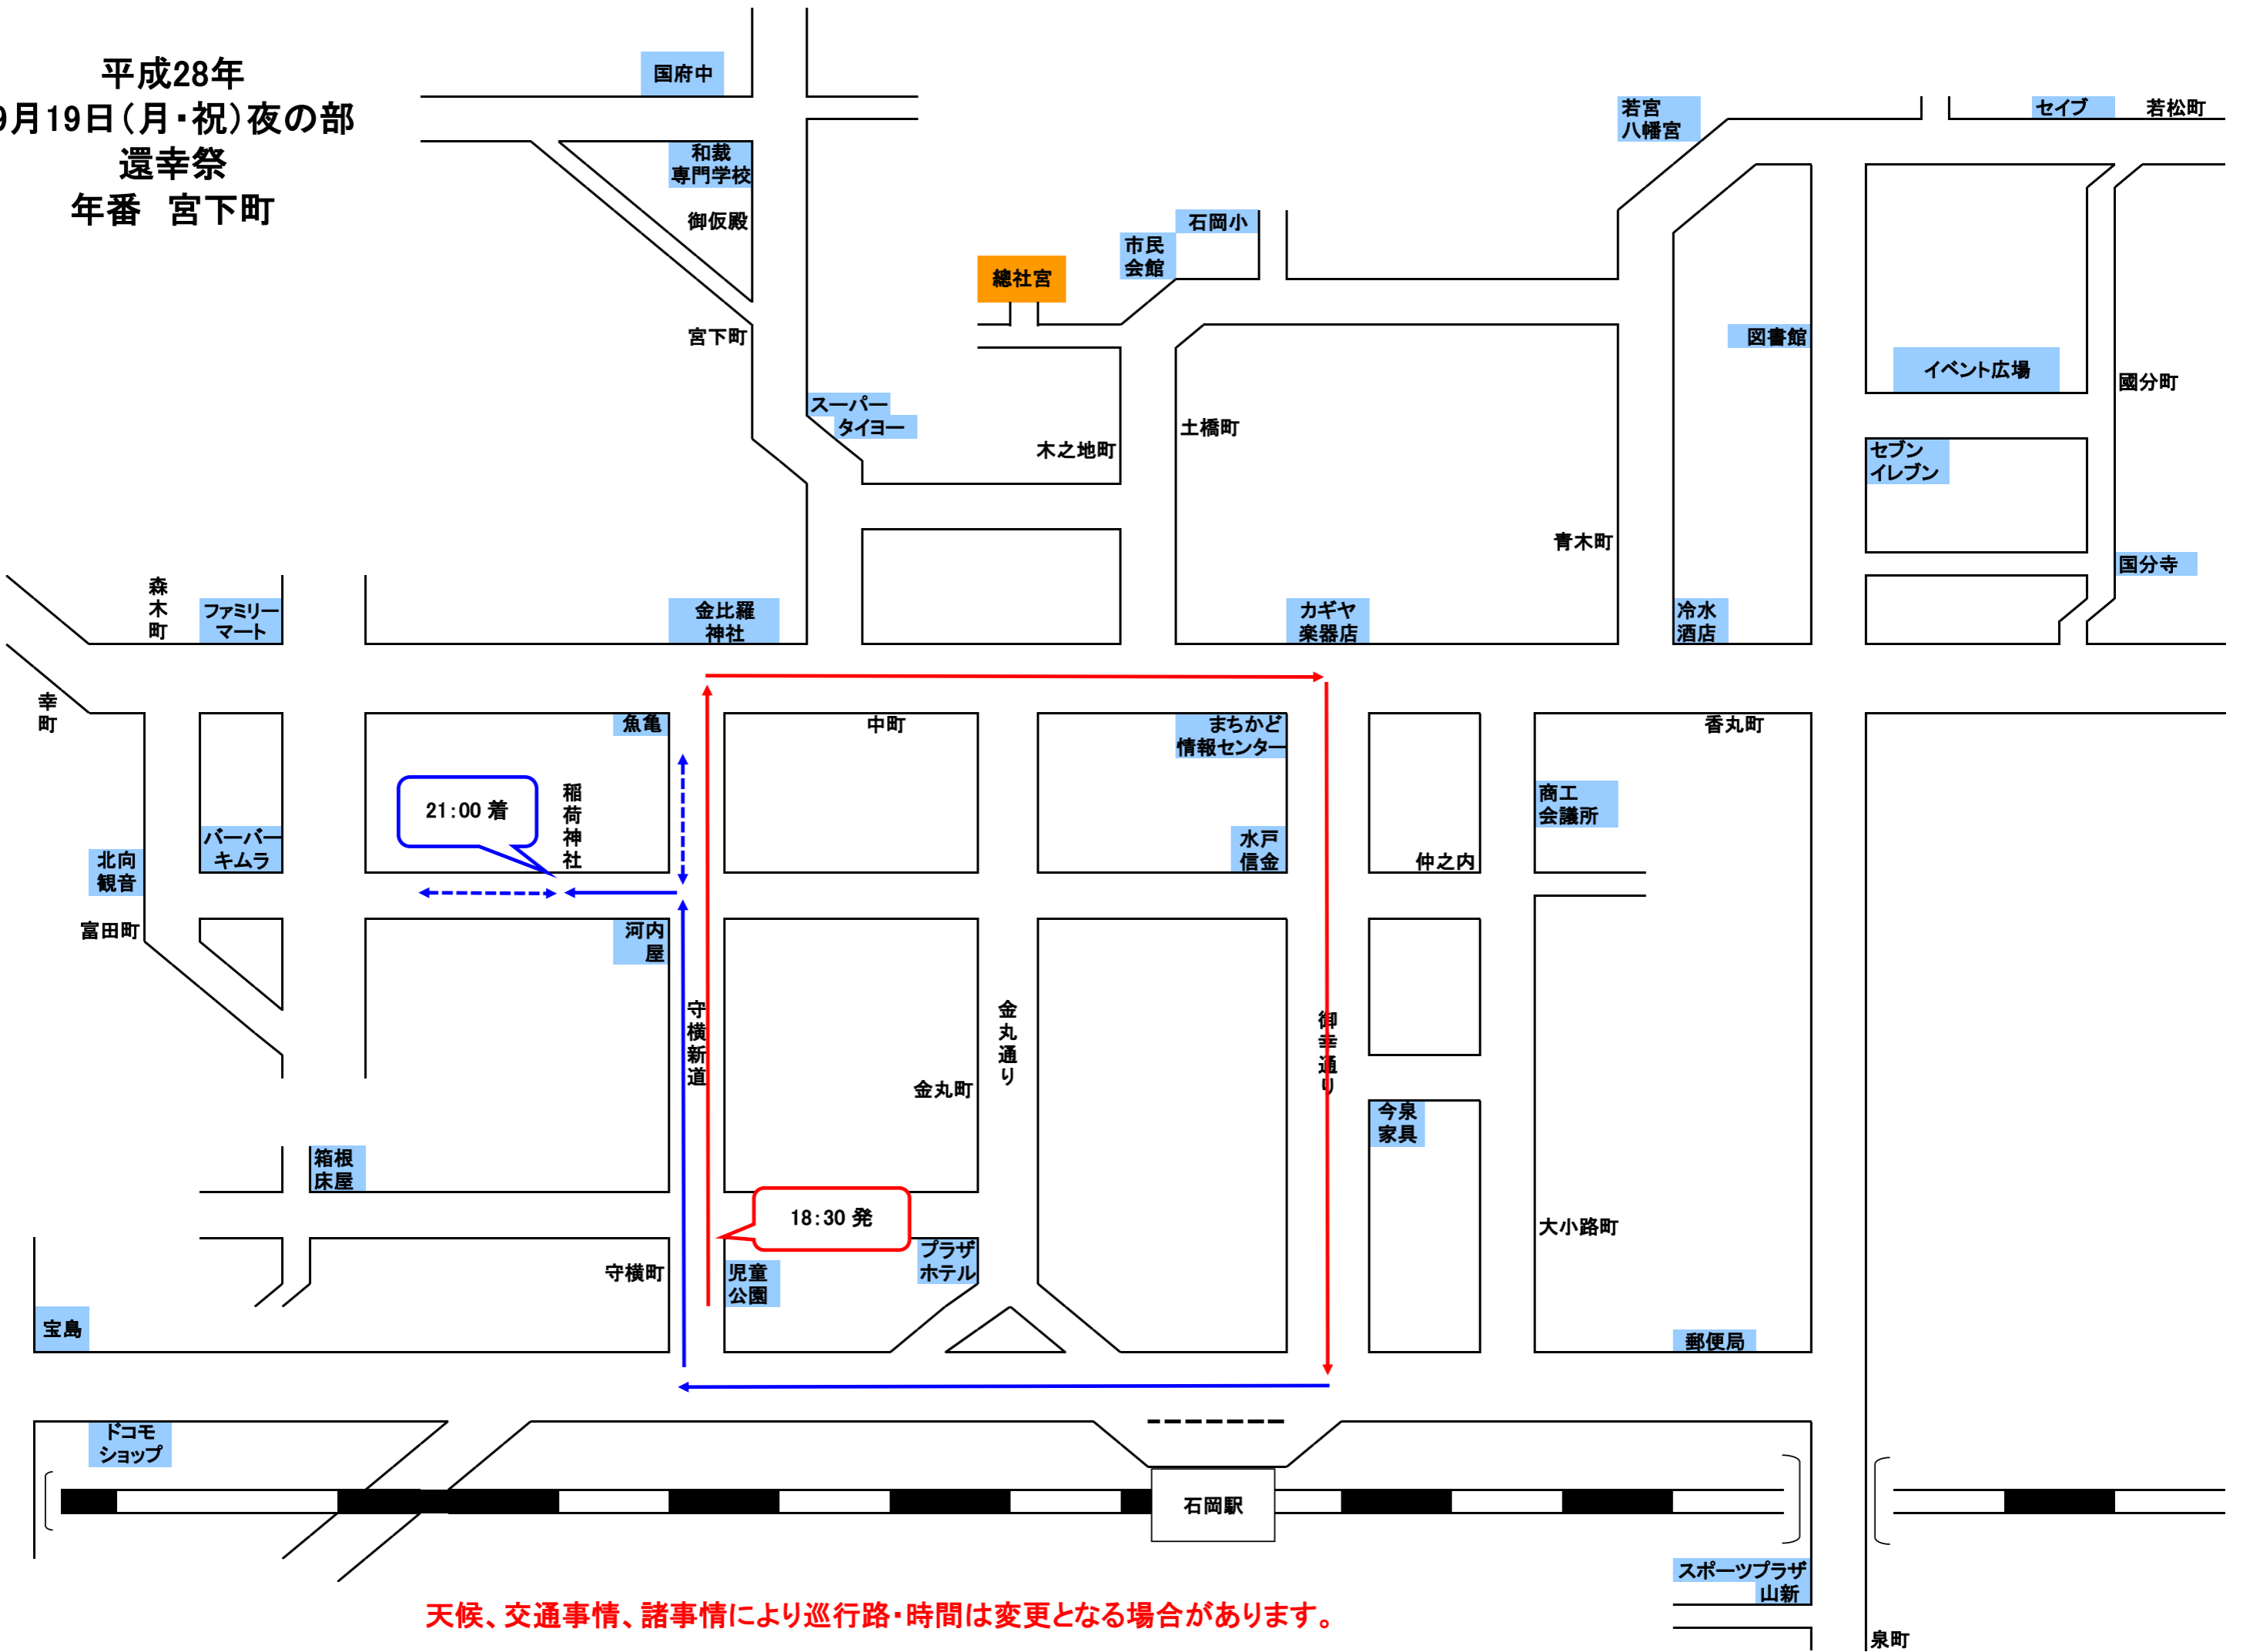 平成28年
9月19日（月・祝）夜の部
還幸祭
年番　宮下町
国府中
和裁
専門学校
御仮殿
宮下町
總社宮
石岡小
市民
会館
若宮
八幡宮
セイブ
若松町
図書館
イベント広場
國分町
スーパー
タイヨー
木之地町
土橋町
青木町
セブン
イレブン
国分寺
森木町
ファミリー
マート
金比羅
神社
カギヤ
楽器店
冷水
酒店
幸町
魚亀
中町
まちかど
情報センター
香丸町
21:00 着
稲荷神社
商工
会議所
バーバー
キムラ
北向
観音
水戸
信金
仲之内
富田町
河内
屋
守横新道
金丸通り
御幸通り
金丸町
今泉
家具
箱根
床屋
18:30 発
大小路町
守横町
児童
公園
プラザ
ホテル
宝島
郵便局
ドコモ
ショップ
石岡駅
スポーツプラザ
山新
天候、交通事情、諸事情により巡行路・時間は変更となる場合があります。
泉町